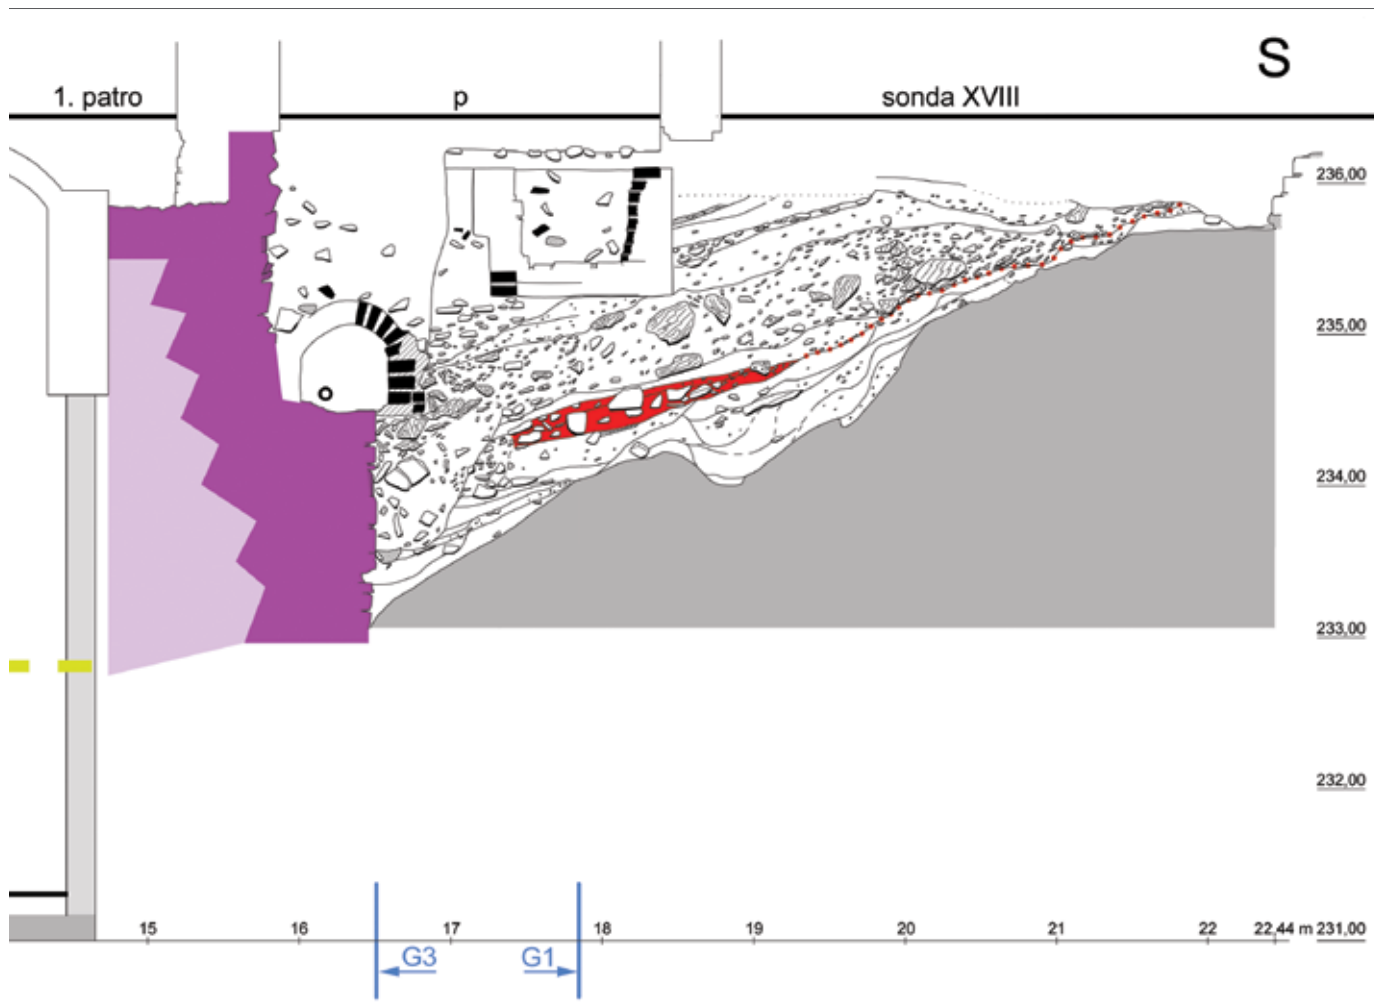 S
1. patro p sonda XVIII
236,00
235,00
234,00
233,00
232,00
15 16 17 18 19 20 21 22 22,44 m 231,00
G3 G1